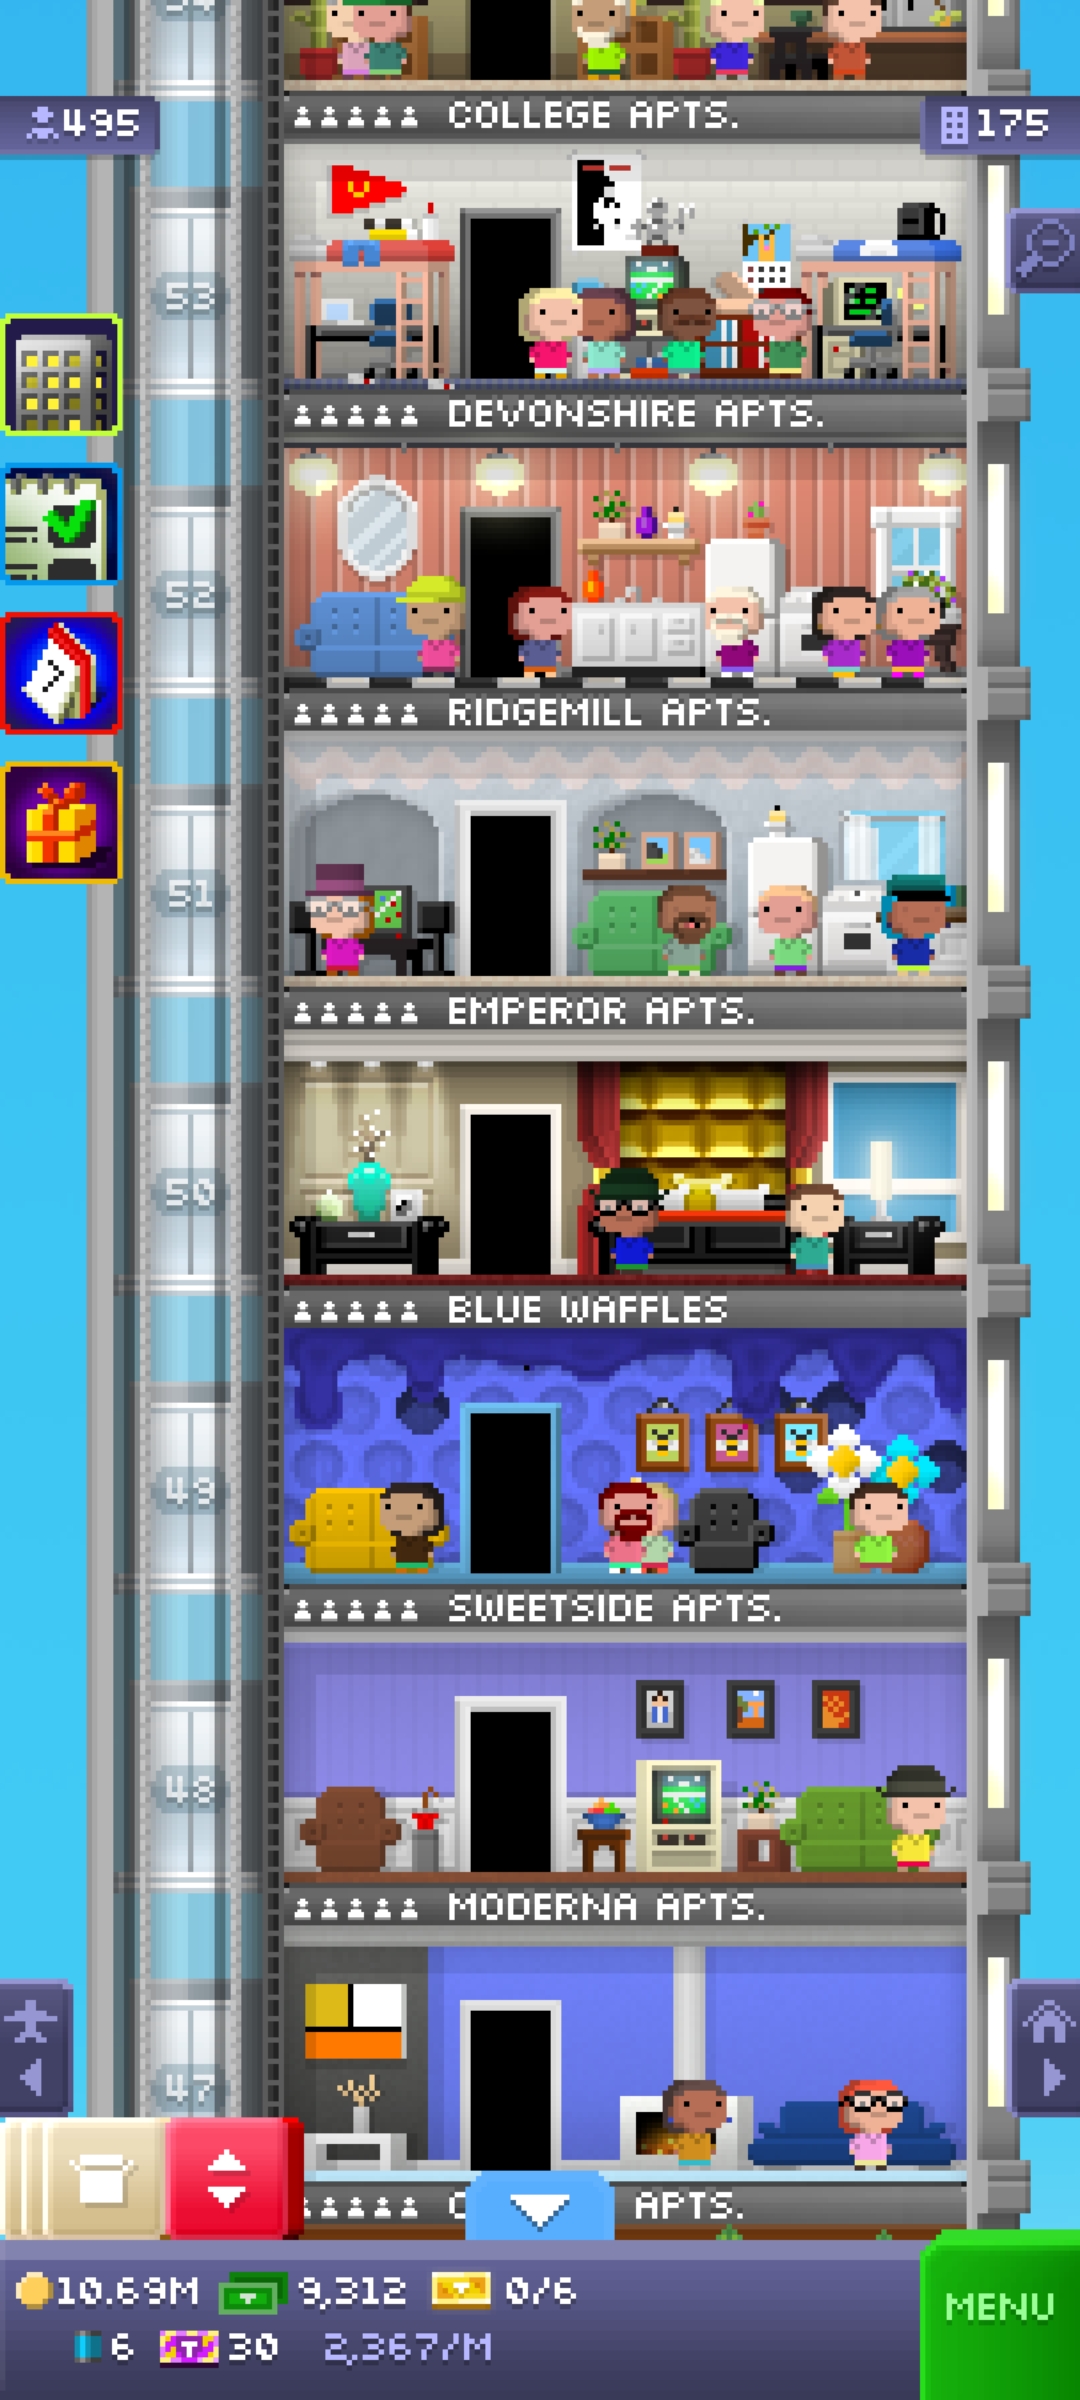 495
175
COLLEGE APTS.
53
DEVONSHIRE APTS.
52
RIDGEMILL APTS.
51
EMPEROR APTS.
50
BLUE WAFFLES
49
SWEETSIDE APTS.
48
MODERNA APTS.
47
APTS.
10.69M 9,312 0/6
6 30 2,367/M
MENU